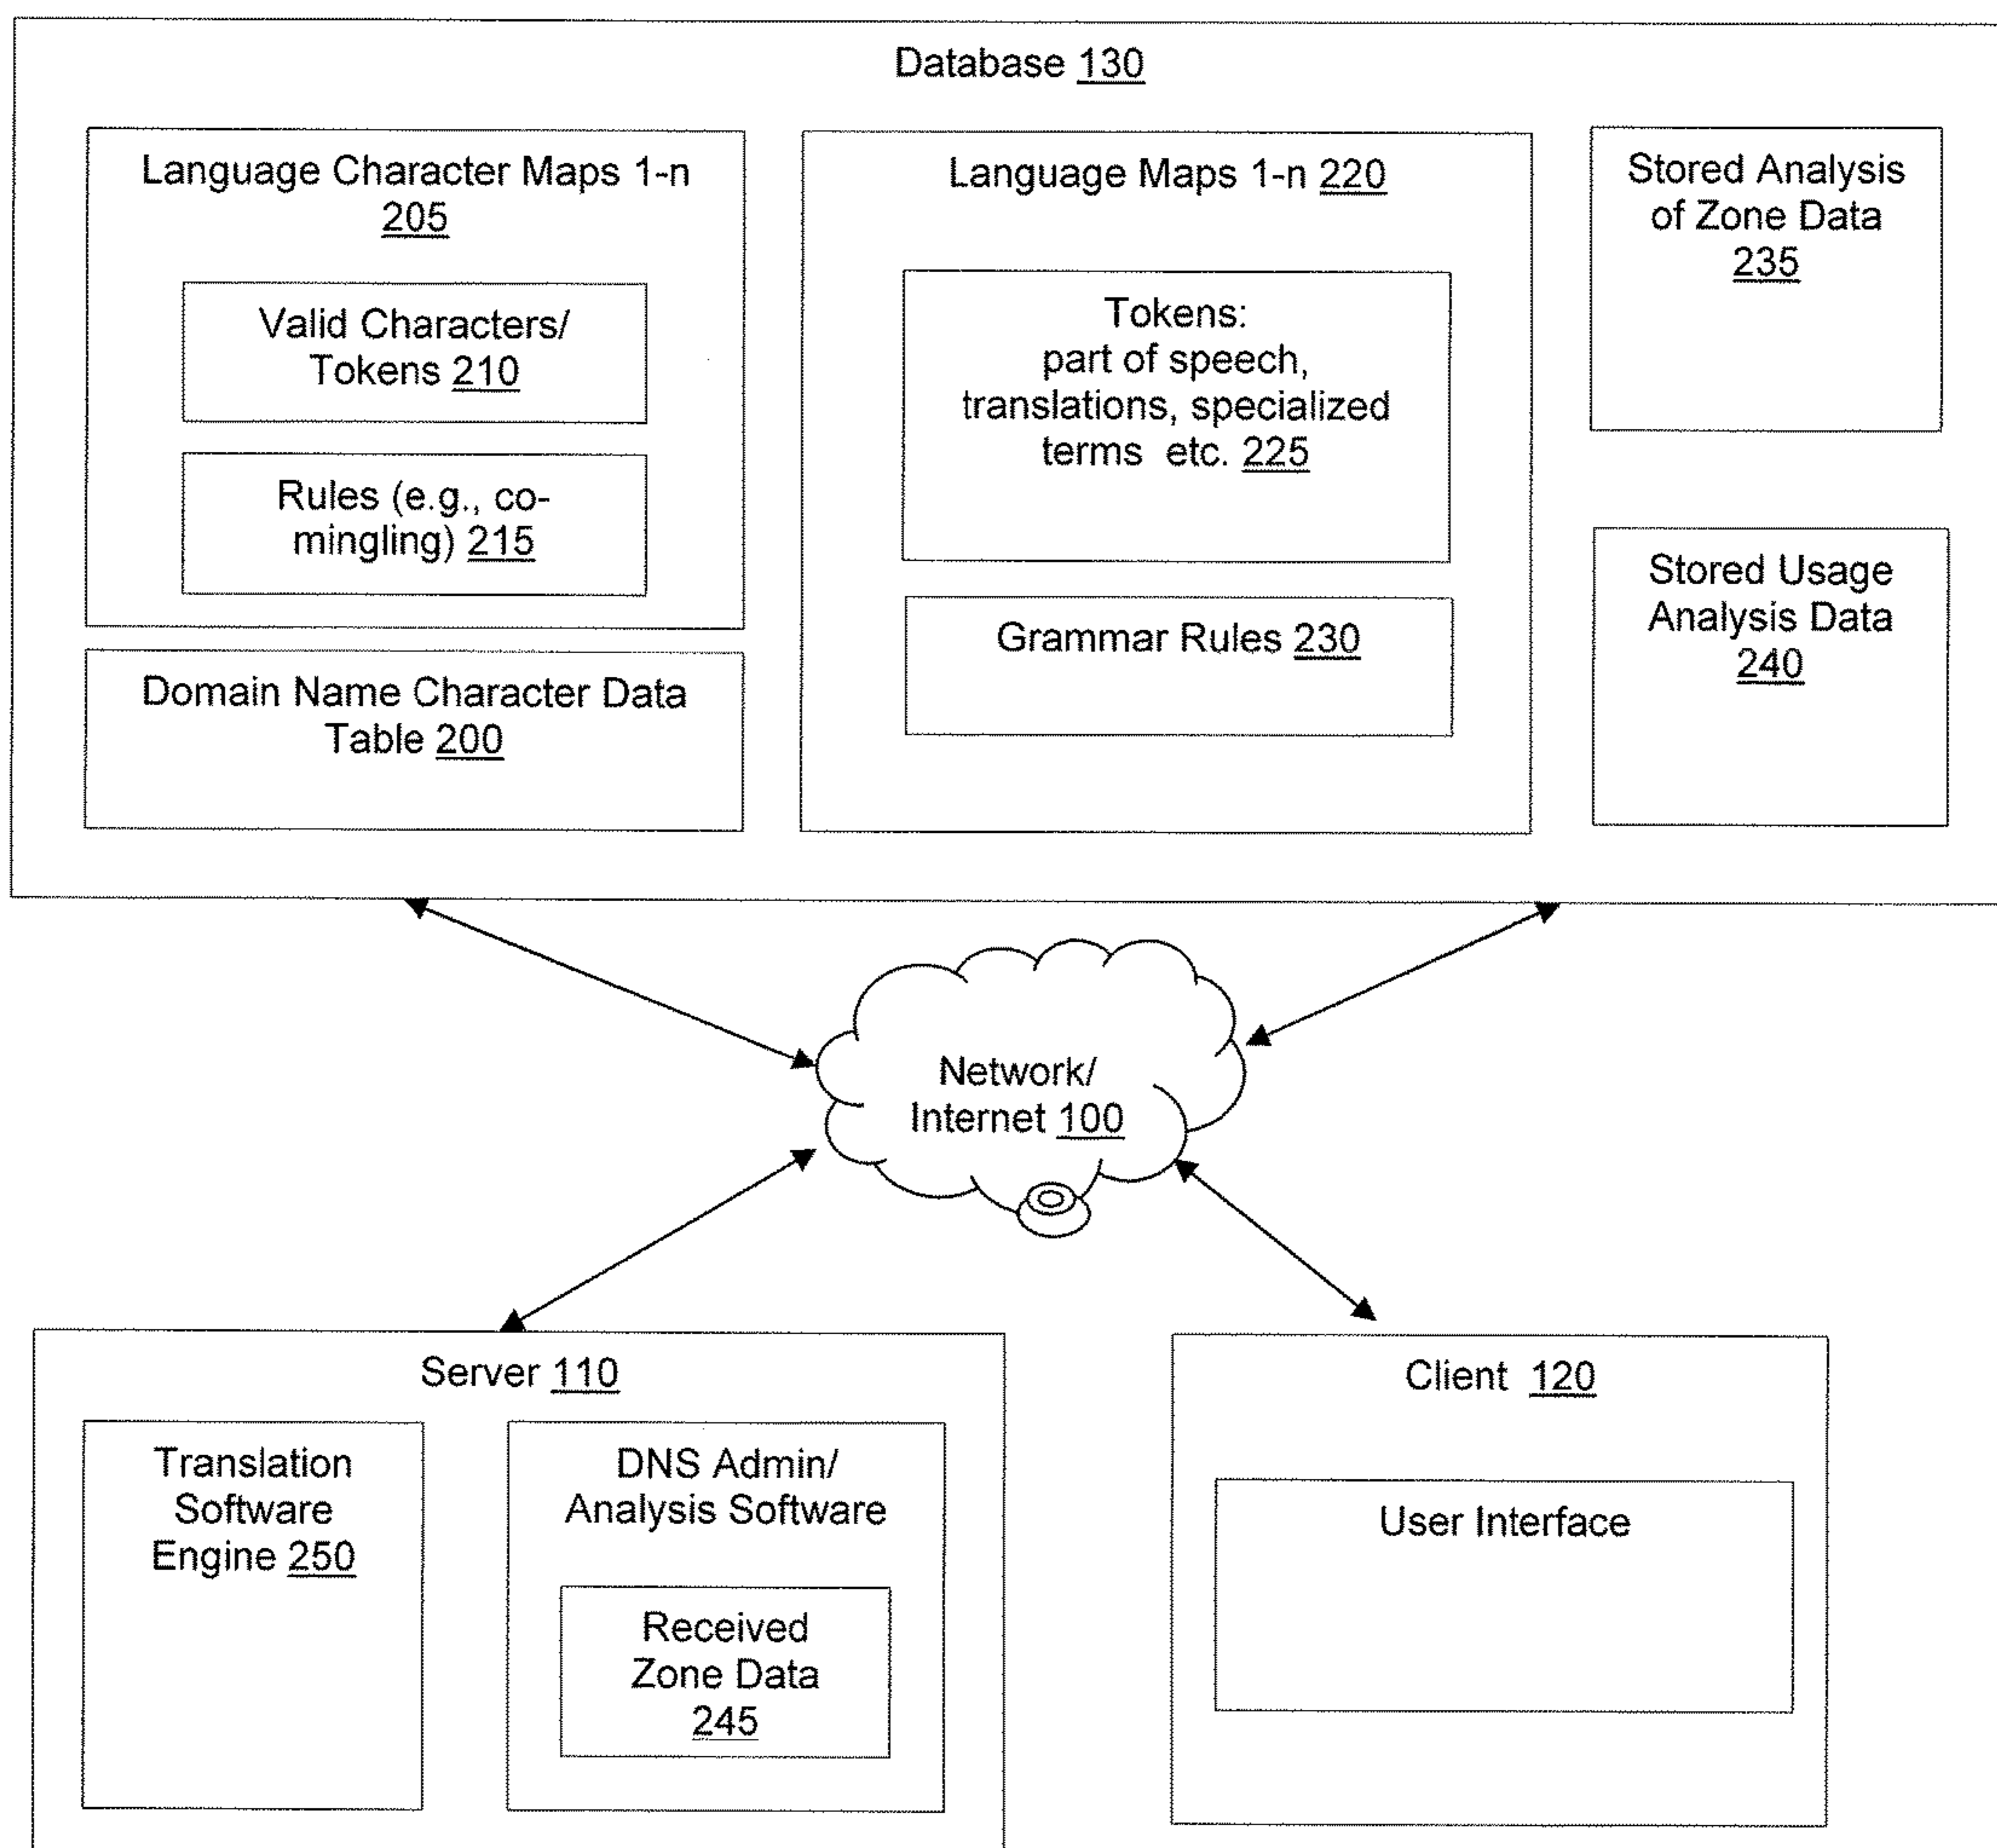 Database 130
Language Character Maps 1-n
205
Valid Characters/
Tokens 210
Rules (e.g., co-
mingling) 215
Domain Name Character Data
Table 200
Language Maps 1-n 220
Tokens:
part of speech,
translations, specialized
terms etc. 225
Grammar Rules 230
Stored Analysis
of Zone Data
235
Stored Usage
Analysis Data
240
Network/
Internet 100
Server 110
Translation
Software
Engine 250
DNS Admin/
Analysis Software
Received
Zone Data
245
Client 120
User Interface